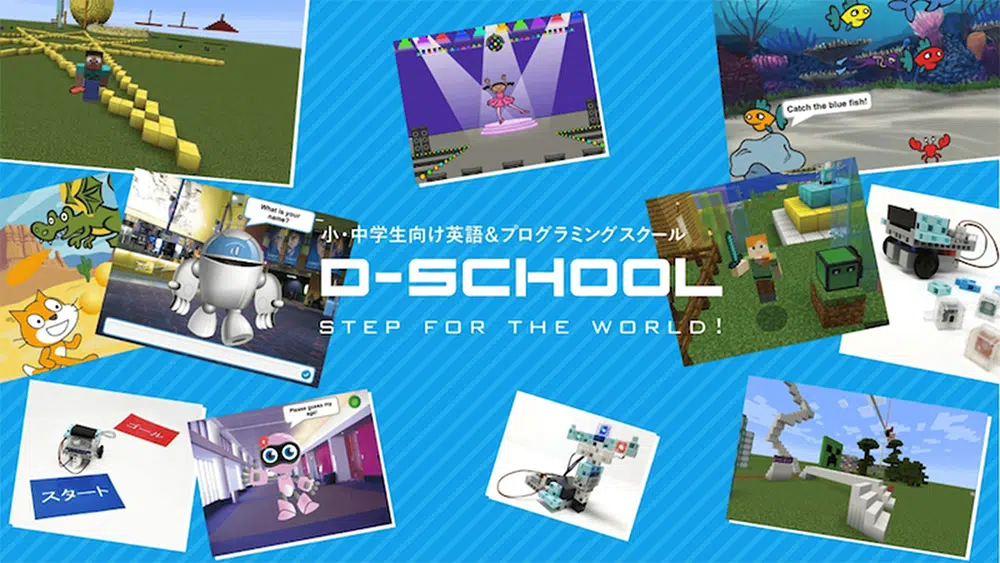 Catch the blue fish!
What is your
name?
小・中学生向け英語&プログラミングスクール
D-SCHOOL
STEP FOR THE WORLD!
ゴール
スタート
Please guess my
age!